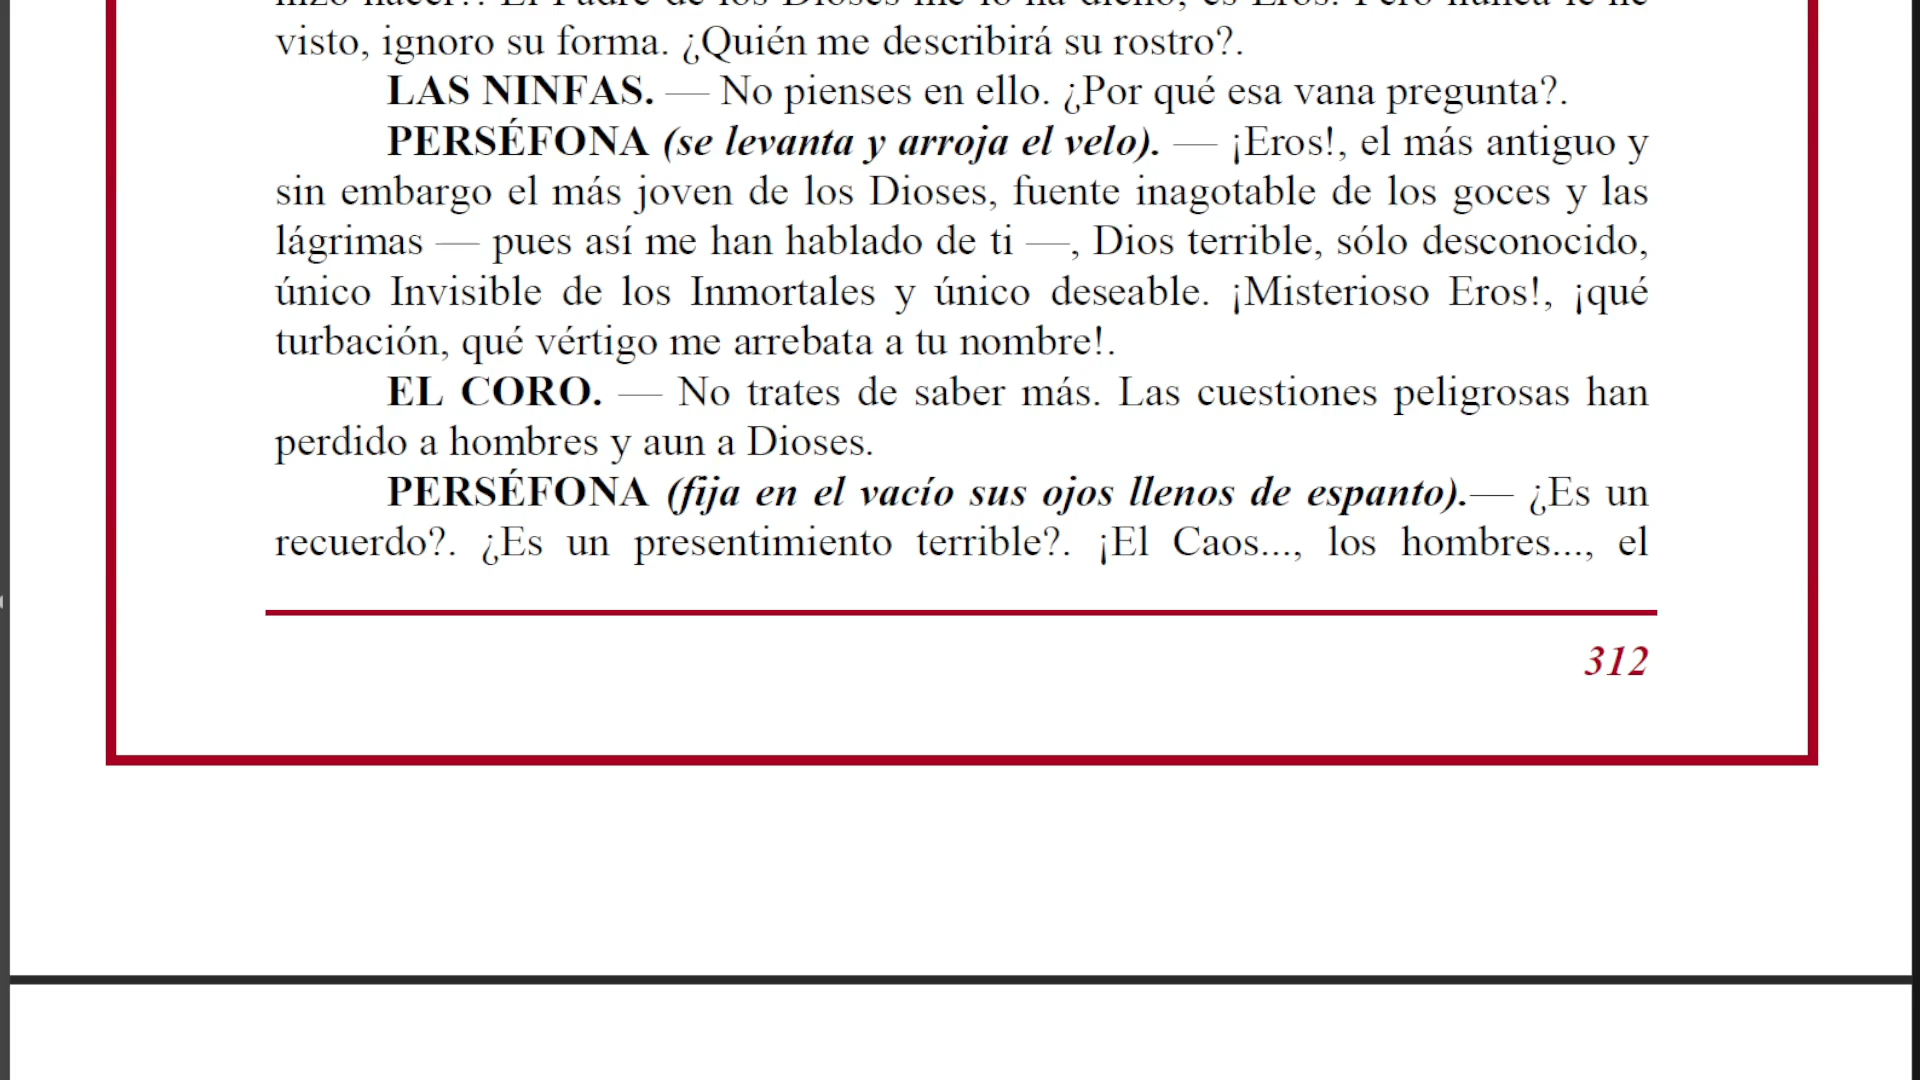 visto, ignoro su forma. ¿Quién me describirá su rostro?.
LAS NINFAS. — No pienses en ello. ¿Por qué esa vana pregunta?.
PERSÉFONA (se levanta y arroja el velo). — ¡Eros!, el más antiguo y
sin embargo el más joven de los Dioses, fuente inagotable de los goces y las
lágrimas — pues así me han hablado de ti —, Dios terrible, sólo desconocido,
único Invisible de los Inmortales y único deseable. ¡Misterioso Eros!, ¡qué
turbación, qué vértigo me arrebata a tu nombre!.
EL CORO. — No trates de saber más. Las cuestiones peligrosas han
perdido a hombres y aun a Dioses.
PERSÉFONA (fija en el vacío sus ojos llenos de espanto).— ¿Es un
recuerdo?. ¿Es un presentimiento terrible?. ¡El Caos..., los hombres..., el
312